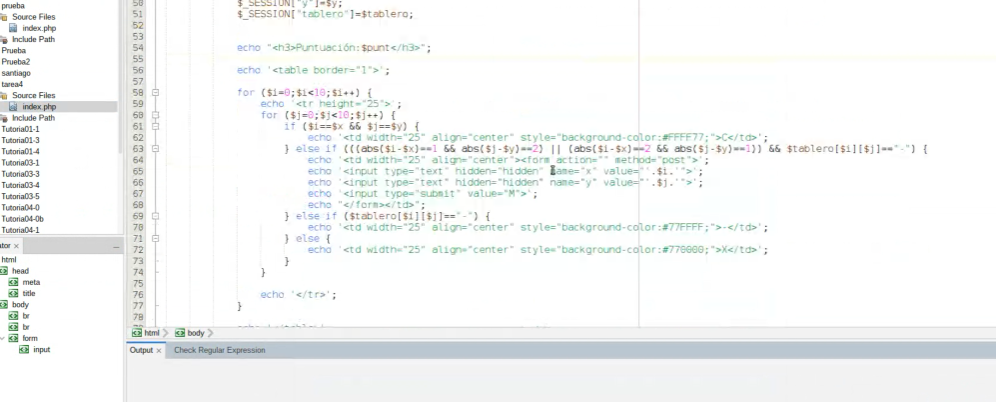 prueba
Source Files
index.php
Include Path
Prueba
Prueba2
santiago
tarea4
Source Files
index.php
Include Path
Tutoria01-1
Tutoria01-3
Tutoria01-4
Tutoria03-1
Tutoria03-3
Tutoria03-4
Tutoria03-5
Tutoria04-0
Tutoria04-0b
Tutoria04-1
ator ×
html
head
meta
title
body
br
br
form
input
50 $_SESSION["y"]=$y;
51 $_SESSION["tablero"]=$tablero;
52
53
54 echo "<h3>Puntuación:$punt</h3>";
55
56 echo '<table border="1">';
57
58 for ($i=0;$i<10;$i++) {
59 echo '<tr height="25">';
60 for ($j=0;$j<10;$j++) {
61 if ($i==$x && $j==$y) {
62 echo '<td width="25" align="center" style="background-color:#FFFF77;">C</td>';
63 } else if (((abs($i-$x)==1 && abs($j-$y)==2) || (abs($i-$x)==2 && abs($j-$y)==1)) && $tablero[$i][$j]=="-") {
64 echo '<td width="25" align="center"><form action="" method="post">';
65 echo '<input type="text" hidden="hidden" name="x" value="'.$i.'">';
66 echo '<input type="text" hidden="hidden" name="y" value="'.$j.'">';
67 echo '<input type="submit" value="M">';
68 echo "</form></td>";
69 } else if ($tablero[$i][$j]=="-") {
70 echo '<td width="25" align="center" style="background-color:#77FFFF;">-</td>';
71 } else {
72 echo '<td width="25" align="center" style="background-color:#770000;">X</td>';
73 }
74 }
75
76 echo '</tr>';
77 }
78
html body
Output × Check Regular Expression